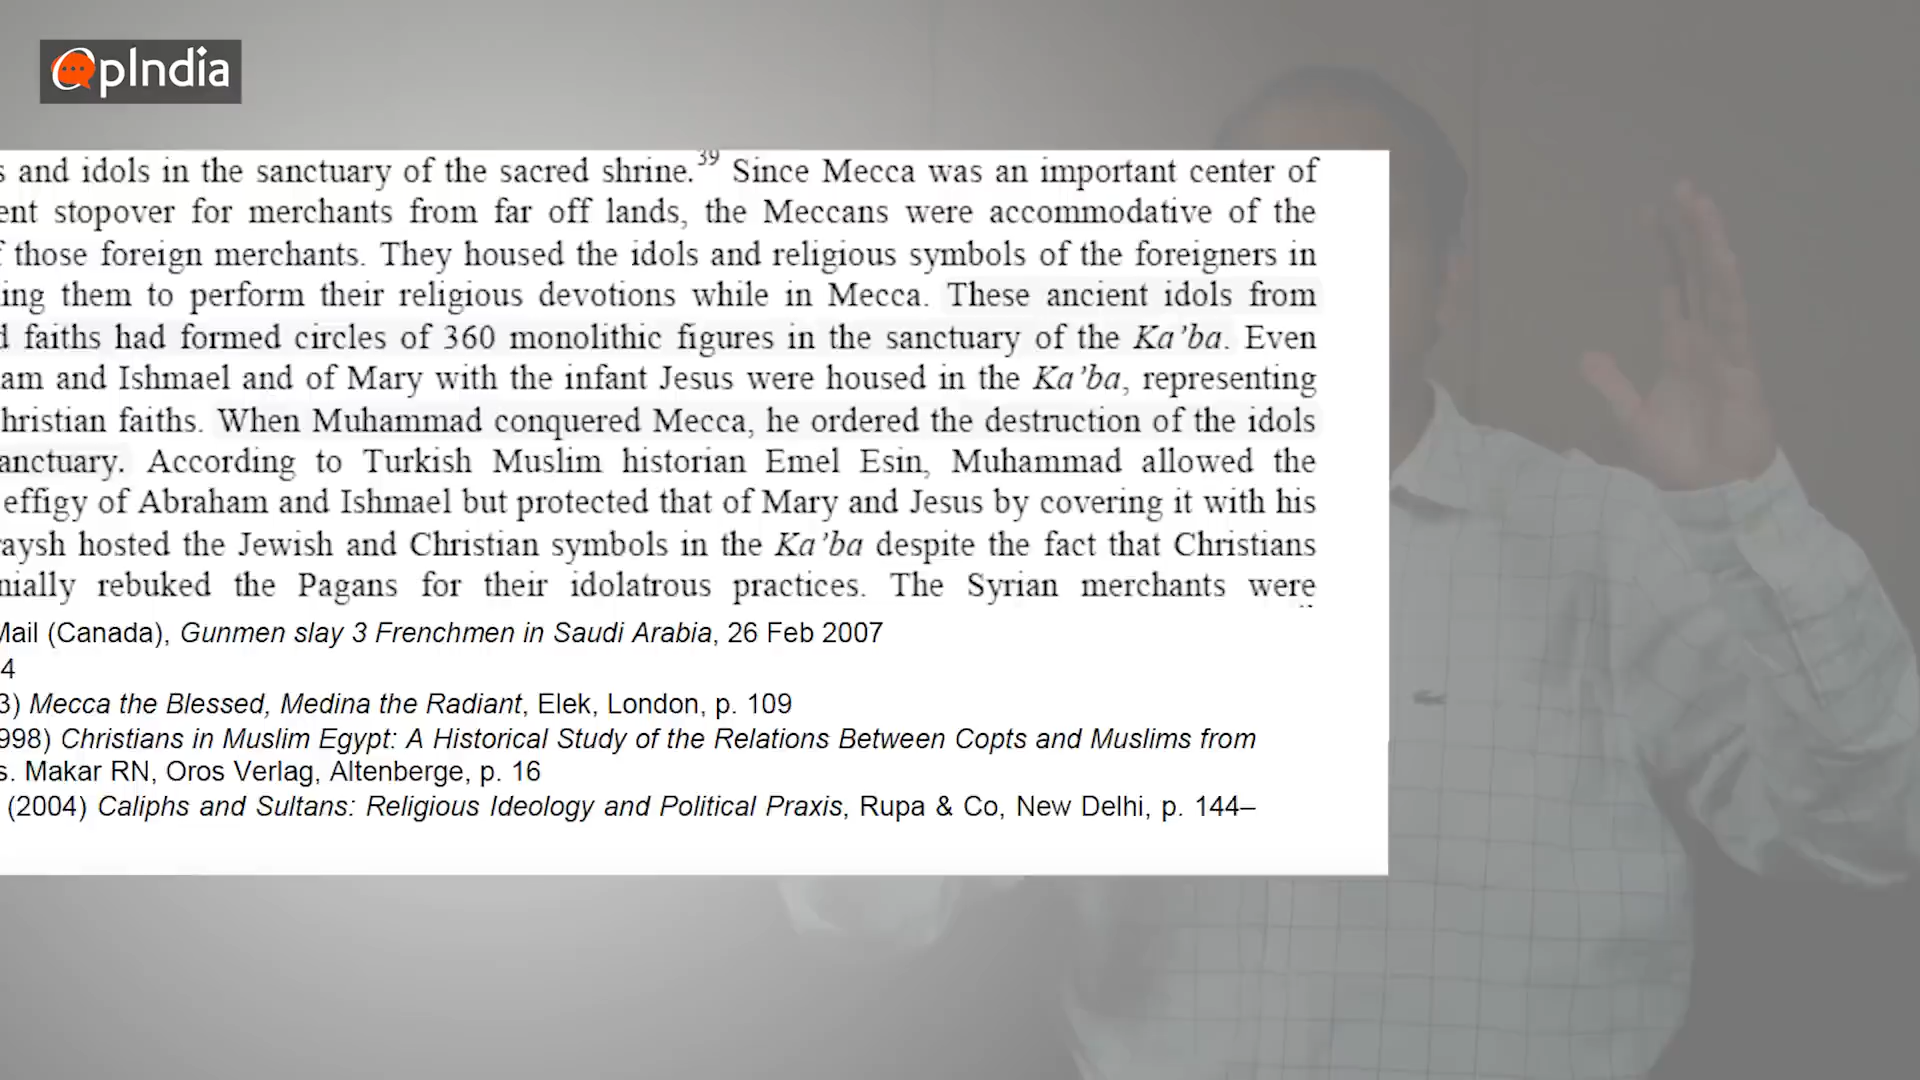 OpIndia
s and idols in the sanctuary of the sacred shrine.39 Since Mecca was an important center of
ent stopover for merchants from far off lands, the Meccans were accommodative of the
f those foreign merchants. They housed the idols and religious symbols of the foreigners in
ing them to perform their religious devotions while in Mecca. These ancient idols from
d faiths had formed circles of 360 monolithic figures in the sanctuary of the Ka’ba. Even
am and Ishmael and of Mary with the infant Jesus were housed in the Ka’ba, representing
hristian faiths. When Muhammad conquered Mecca, he ordered the destruction of the idols
anctuary. According to Turkish Muslim historian Emel Esin, Muhammad allowed the
effigy of Abraham and Ishmael but protected that of Mary and Jesus by covering it with his
raysh hosted the Jewish and Christian symbols in the Ka’ba despite the fact that Christians
nially rebuked the Pagans for their idolatrous practices. The Syrian merchants were
Mail (Canada), Gunmen slay 3 Frenchmen in Saudi Arabia, 26 Feb 2007
4
3) Mecca the Blessed, Medina the Radiant, Elek, London, p. 109
998) Christians in Muslim Egypt: A Historical Study of the Relations Between Copts and Muslims from
s. Makar RN, Oros Verlag, Altenberge, p. 16
(2004) Caliphs and Sultans: Religious Ideology and Political Praxis, Rupa & Co, New Delhi, p. 144–